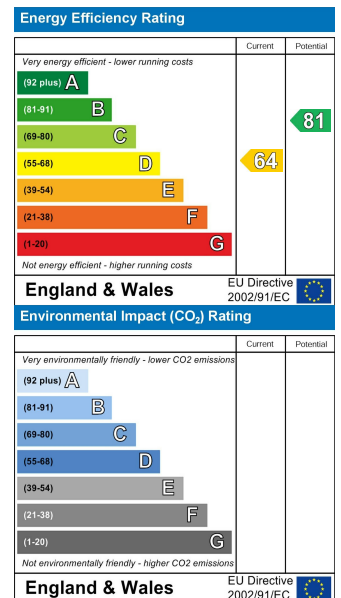 Energy Efficiency Rating
Current Potential
Very energy efficient - lower running costs
(92 plus) A
(81-91) B
81
(69-80) C
(55-68) D
64
(39-54) E
(21-38) F
(1-20) G
Not energy efficient - higher running costs
England & Wales
EU Directive
2002/91/EC
Environmental Impact (CO₂) Rating
Current Potential
Very environmentally friendly - lower CO2 emissions
(92 plus) A
(81-91) B
(69-80) C
(55-68) D
(39-54) E
(21-38) F
(1-20) G
Not environmentally friendly - higher CO2 emissions
England & Wales
EU Directive
2002/91/EC